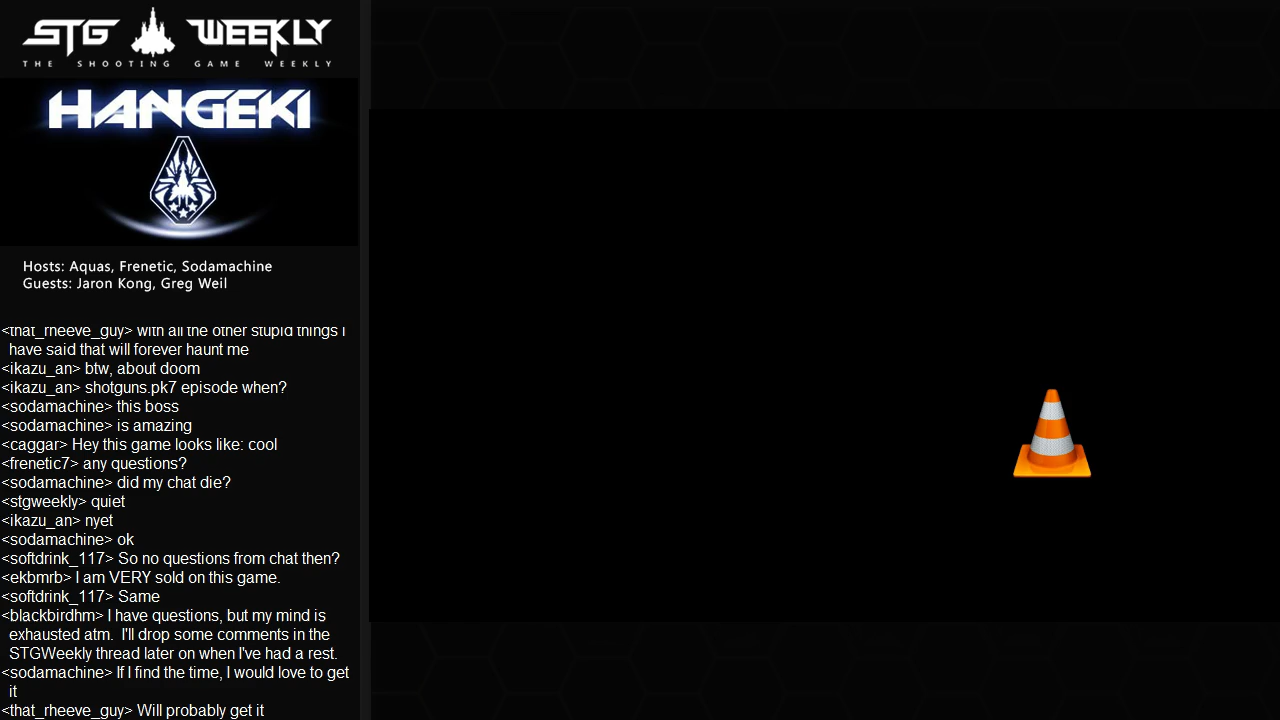 STG WEEKLY
THE SHOOTING GAME WEEKLY
HANGEKI
Hosts: Aquas, Frenetic, Sodamachine
Guests: Jaron Kong, Greg Weil
<that_rheeve_guy> with all the other stupid things I
have said that will forever haunt me
<ikazu_an> btw, about doom
<ikazu_an> shotguns.pk7 episode when?
<sodamachine> this boss
<sodamachine> is amazing
<caggar> Hey this game looks like: cool
<frenetic7> any questions?
<sodamachine> did my chat die?
<stgweekly> quiet
<ikazu_an> nyet
<sodamachine> ok
<softdrink_117> So no questions from chat then?
<ekbmrb> I am VERY sold on this game.
<softdrink_117> Same
<blackbirdhm> I have questions, but my mind is
exhausted atm.  I'll drop some comments in the
STGWeekly thread later on when I've had a rest.
<sodamachine> If I find the time, I would love to get
it
<that_rheeve_guy> Will probably get it